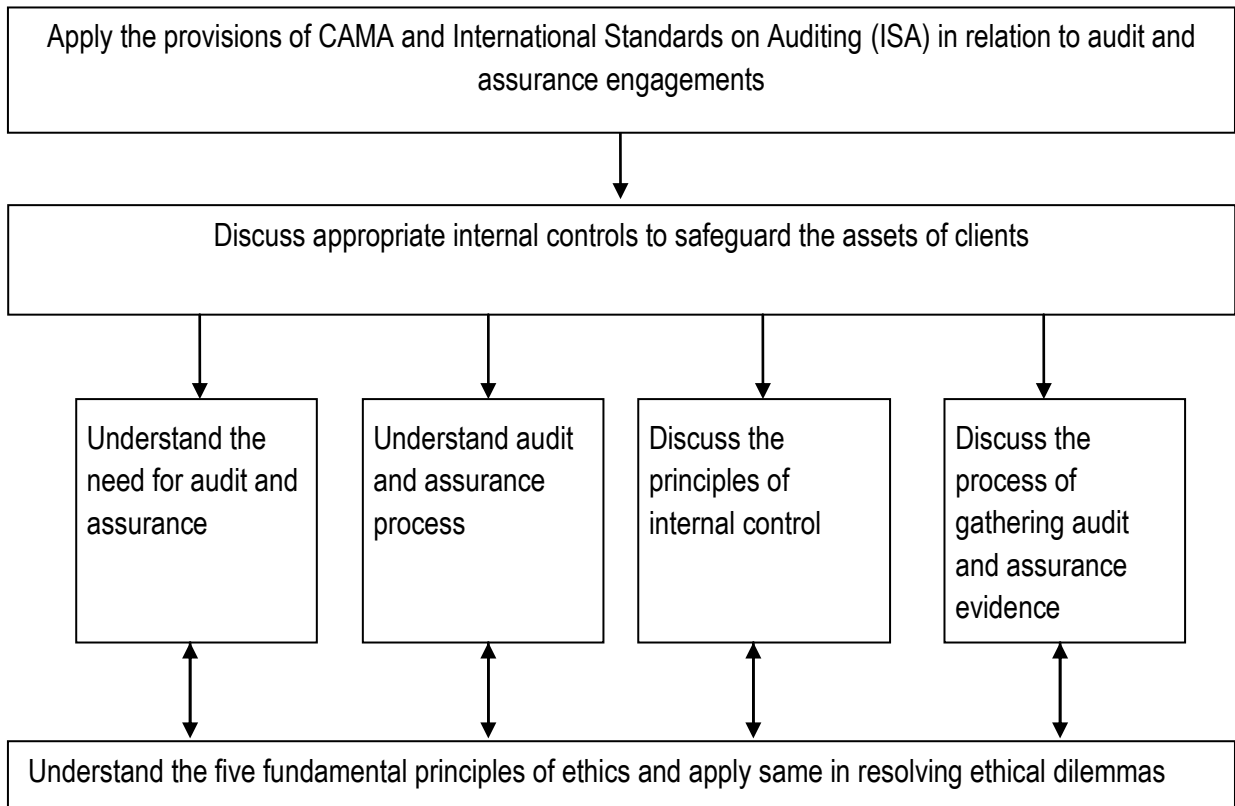 Apply the provisions of CAMA and International Standards on Auditing (ISA) in relation to audit and
assurance engagements
Discuss appropriate internal controls to safeguard the assets of clients
Understand the
need for audit and
assurance
Understand audit
and assurance
process
Discuss the
principles of
internal control
Discuss the
process of
gathering audit
and assurance
evidence
Understand the five fundamental principles of ethics and apply same in resolving ethical dilemmas